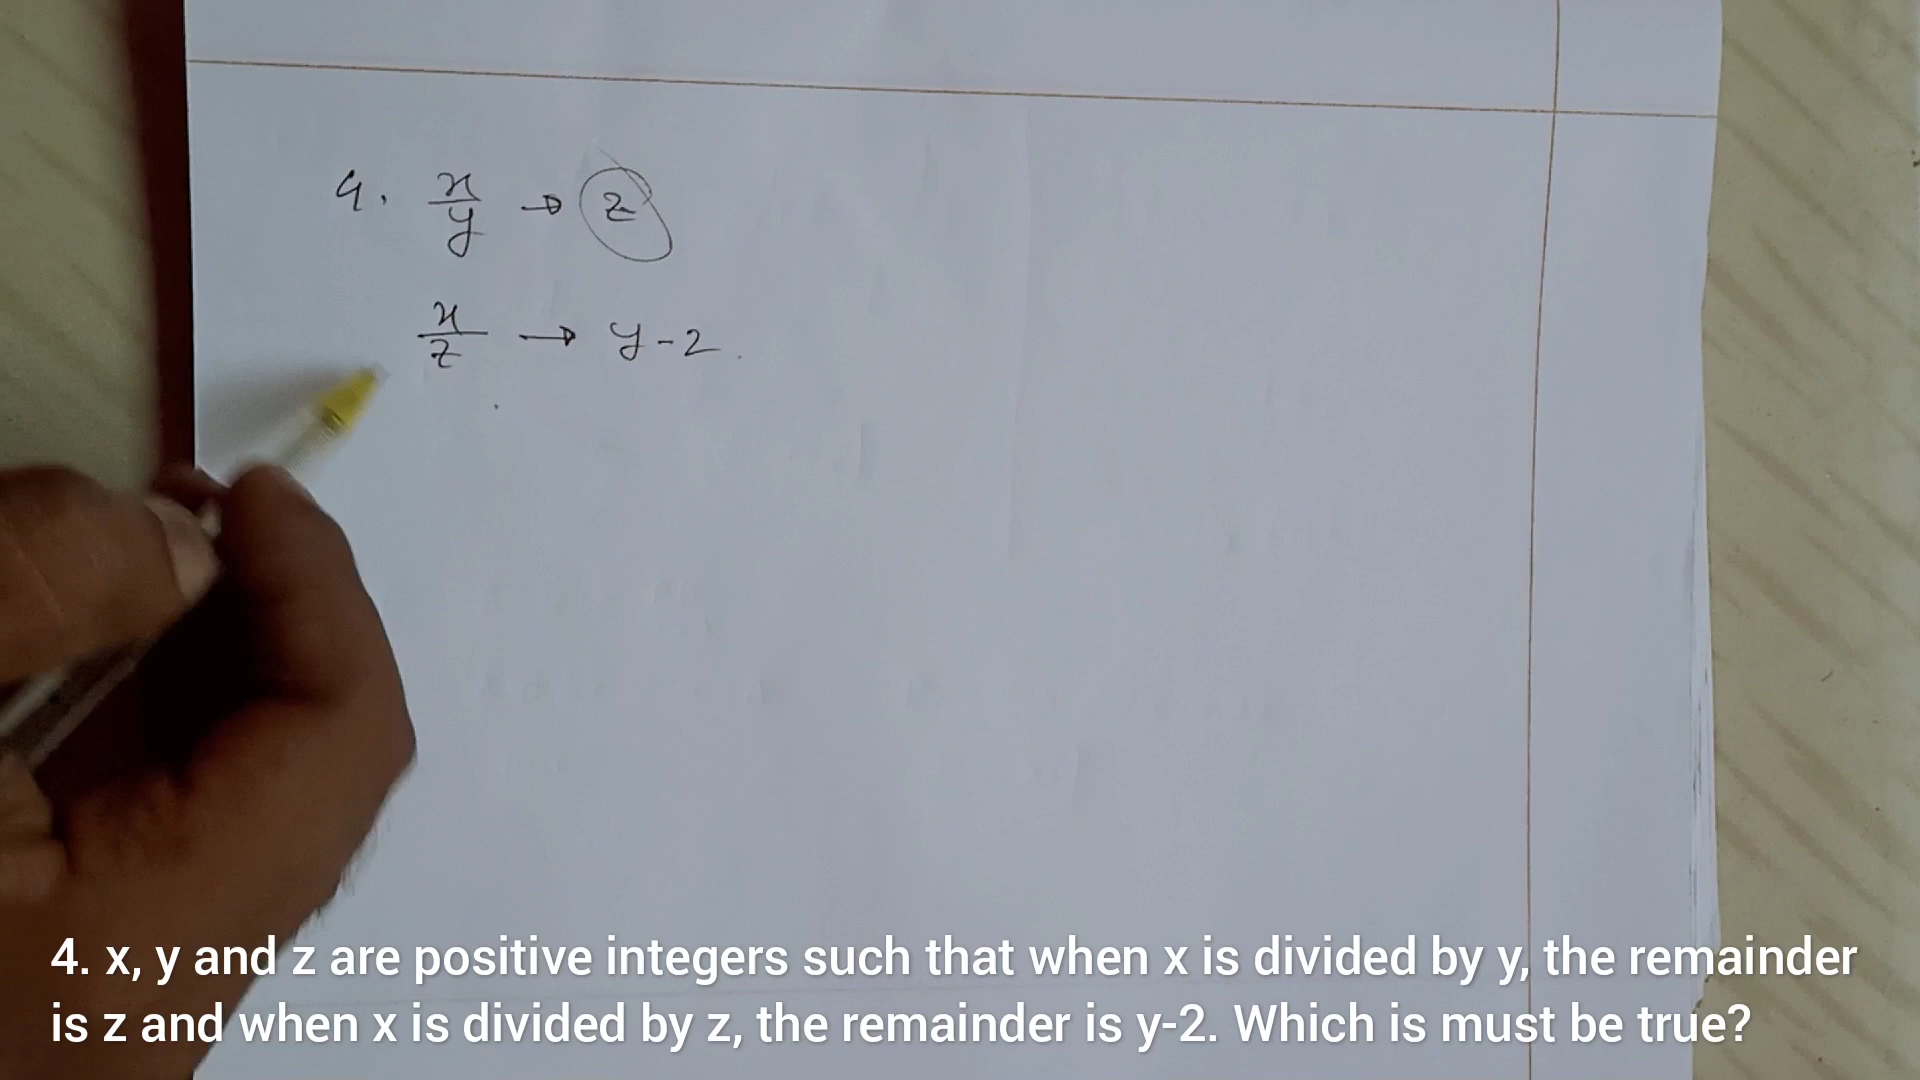 4. x/y → z
x/z → y-2.
4. x, y and z are positive integers such that when x is divided by y, the remainder
is z and when x is divided by z, the remainder is y-2. Which is must be true?